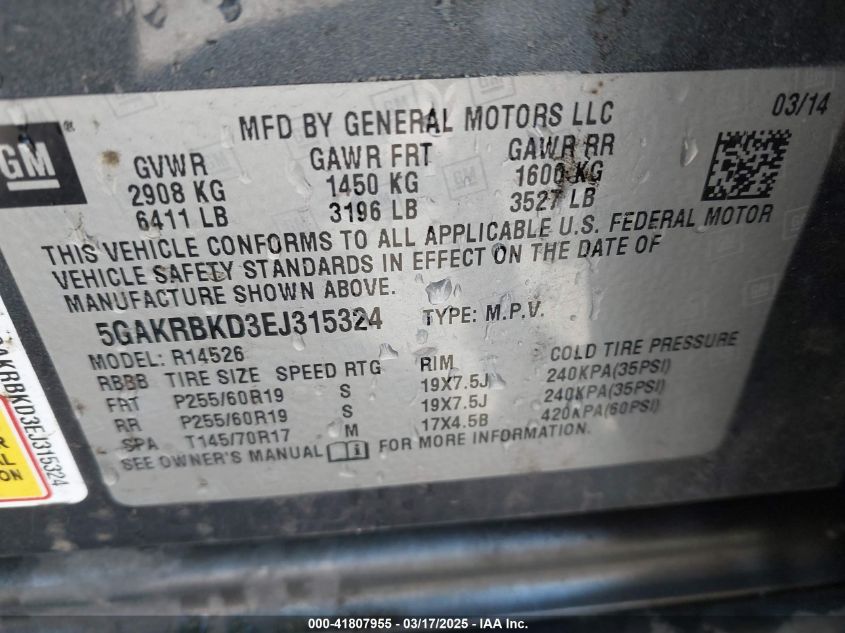 GM ®
MFD BY GENERAL MOTORS LLC
03/14
GVWR GAWR FRT GAWR RR
2908 KG 1450 KG 1600 KG
6411 LB 3196 LB 3527 LB
THIS VEHICLE CONFORMS TO ALL APPLICABLE U.S. FEDERAL MOTOR
VEHICLE SAFETY STANDARDS IN EFFECT ON THE DATE OF
MANUFACTURE SHOWN ABOVE.
5GAKRBKD3EJ315324 TYPE: M.P.V.
MODEL: R14526
RBBB TIRE SIZE SPEED RTG RIM COLD TIRE PRESSURE
FRT P255/60R19 S 19X7.5J 240KPA(35PSI)
RR P255/60R19 S 19X7.5J 240KPA(35PSI)
SPA T145/70R17 M 17X4.5B 420KPA(60PSI)
SEE OWNER'S MANUAL FOR MORE INFORMATION.
AKRBKD3EJ315324
ON
000-41807955 - 03/17/2025 - IAA Inc.